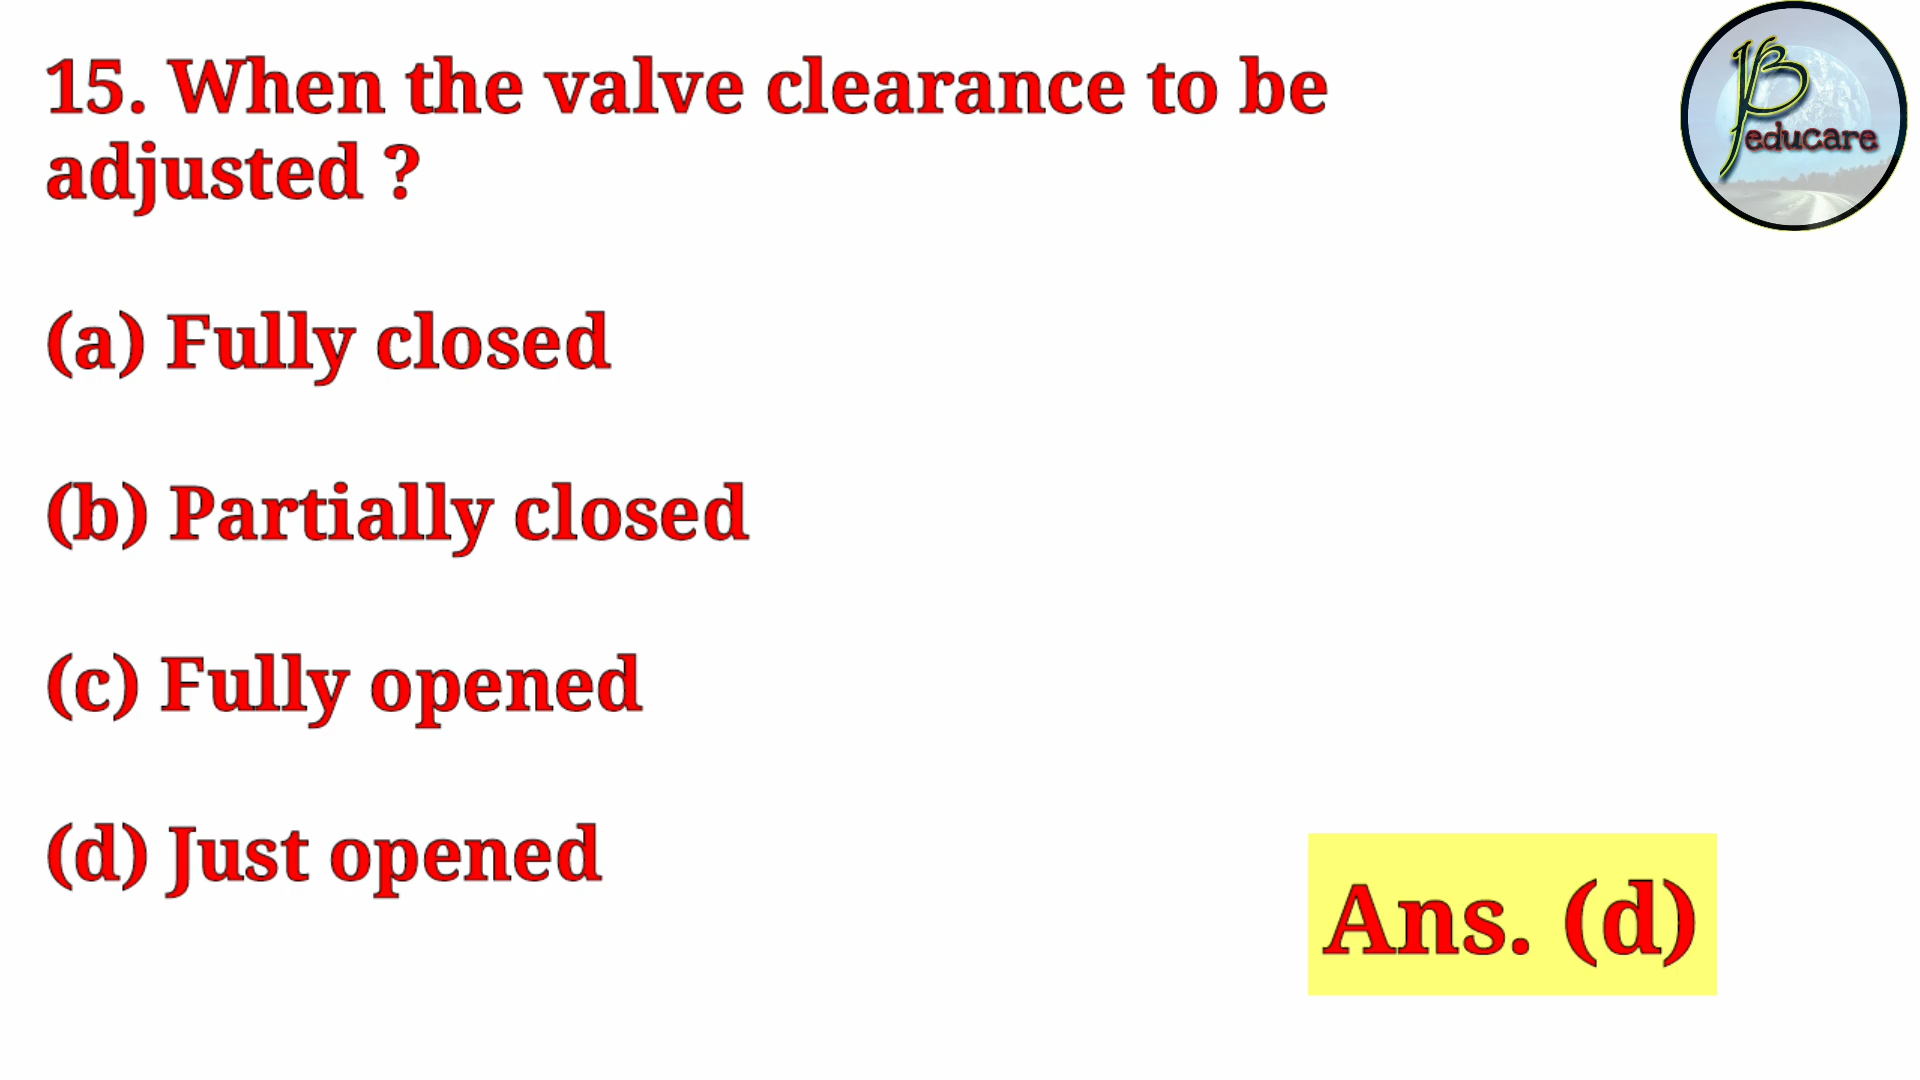 15. When the valve clearance to be
adjusted ?
(a) Fully closed
(b) Partially closed
(c) Fully opened
(d) Just opened
Ans. (d)
educare